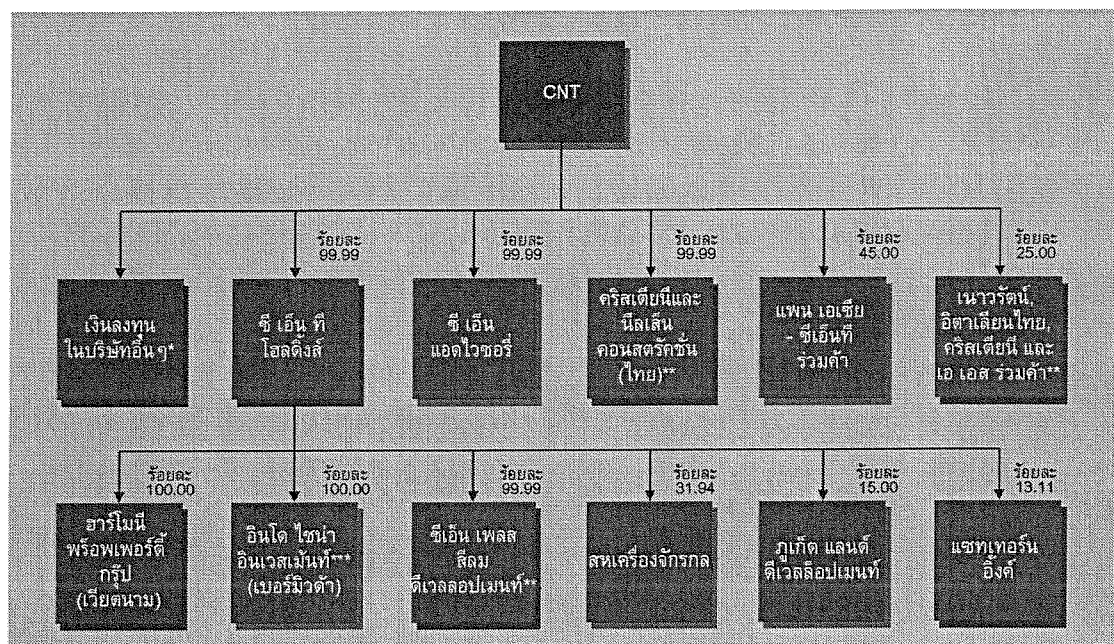 CNT
ร้อยละ
99.99
ร้อยละ
99.99
ร้อยละ
99.99
ร้อยละ
45.00
ร้อยละ
25.00
เงินลงทุน
ในบริษัทอื่น ๆ*
ซี เอ็น ที
โฮลดิ้งส์
ซี เอ็น
แอดไวซอรี่
คริสเตียนีและ
นีลเส็น
คอนสตรัคชั่น
(ไทย)**
แพน เอเซีย
- ซีเอ็นที
ร่วมค้า
เนาวรัตน์,
อิตาเลียนไทย,
คริสเตียนี และ
เอ เอส ร่วมค้า**
ร้อยละ
100.00
ร้อยละ
100.00
ร้อยละ
99.99
ร้อยละ
31.94
ร้อยละ
15.00
ร้อยละ
13.11
ฮาร์โมนี
พร็อพเพอร์ตี้
กรุ๊ป
(เวียตนาม)
อินโด ไชน่า
อินเวสเม้นท์***
(เบอร์มิวด้า)
ซีเอ็น เพลส
สีลม
ดีเวลลอปเมนท์**
สหเครื่องจักรกล
ภูเก็ต แลนด์
ดีเวลล็อปเมนท์
แซทเทอร์น
อิ้งค์